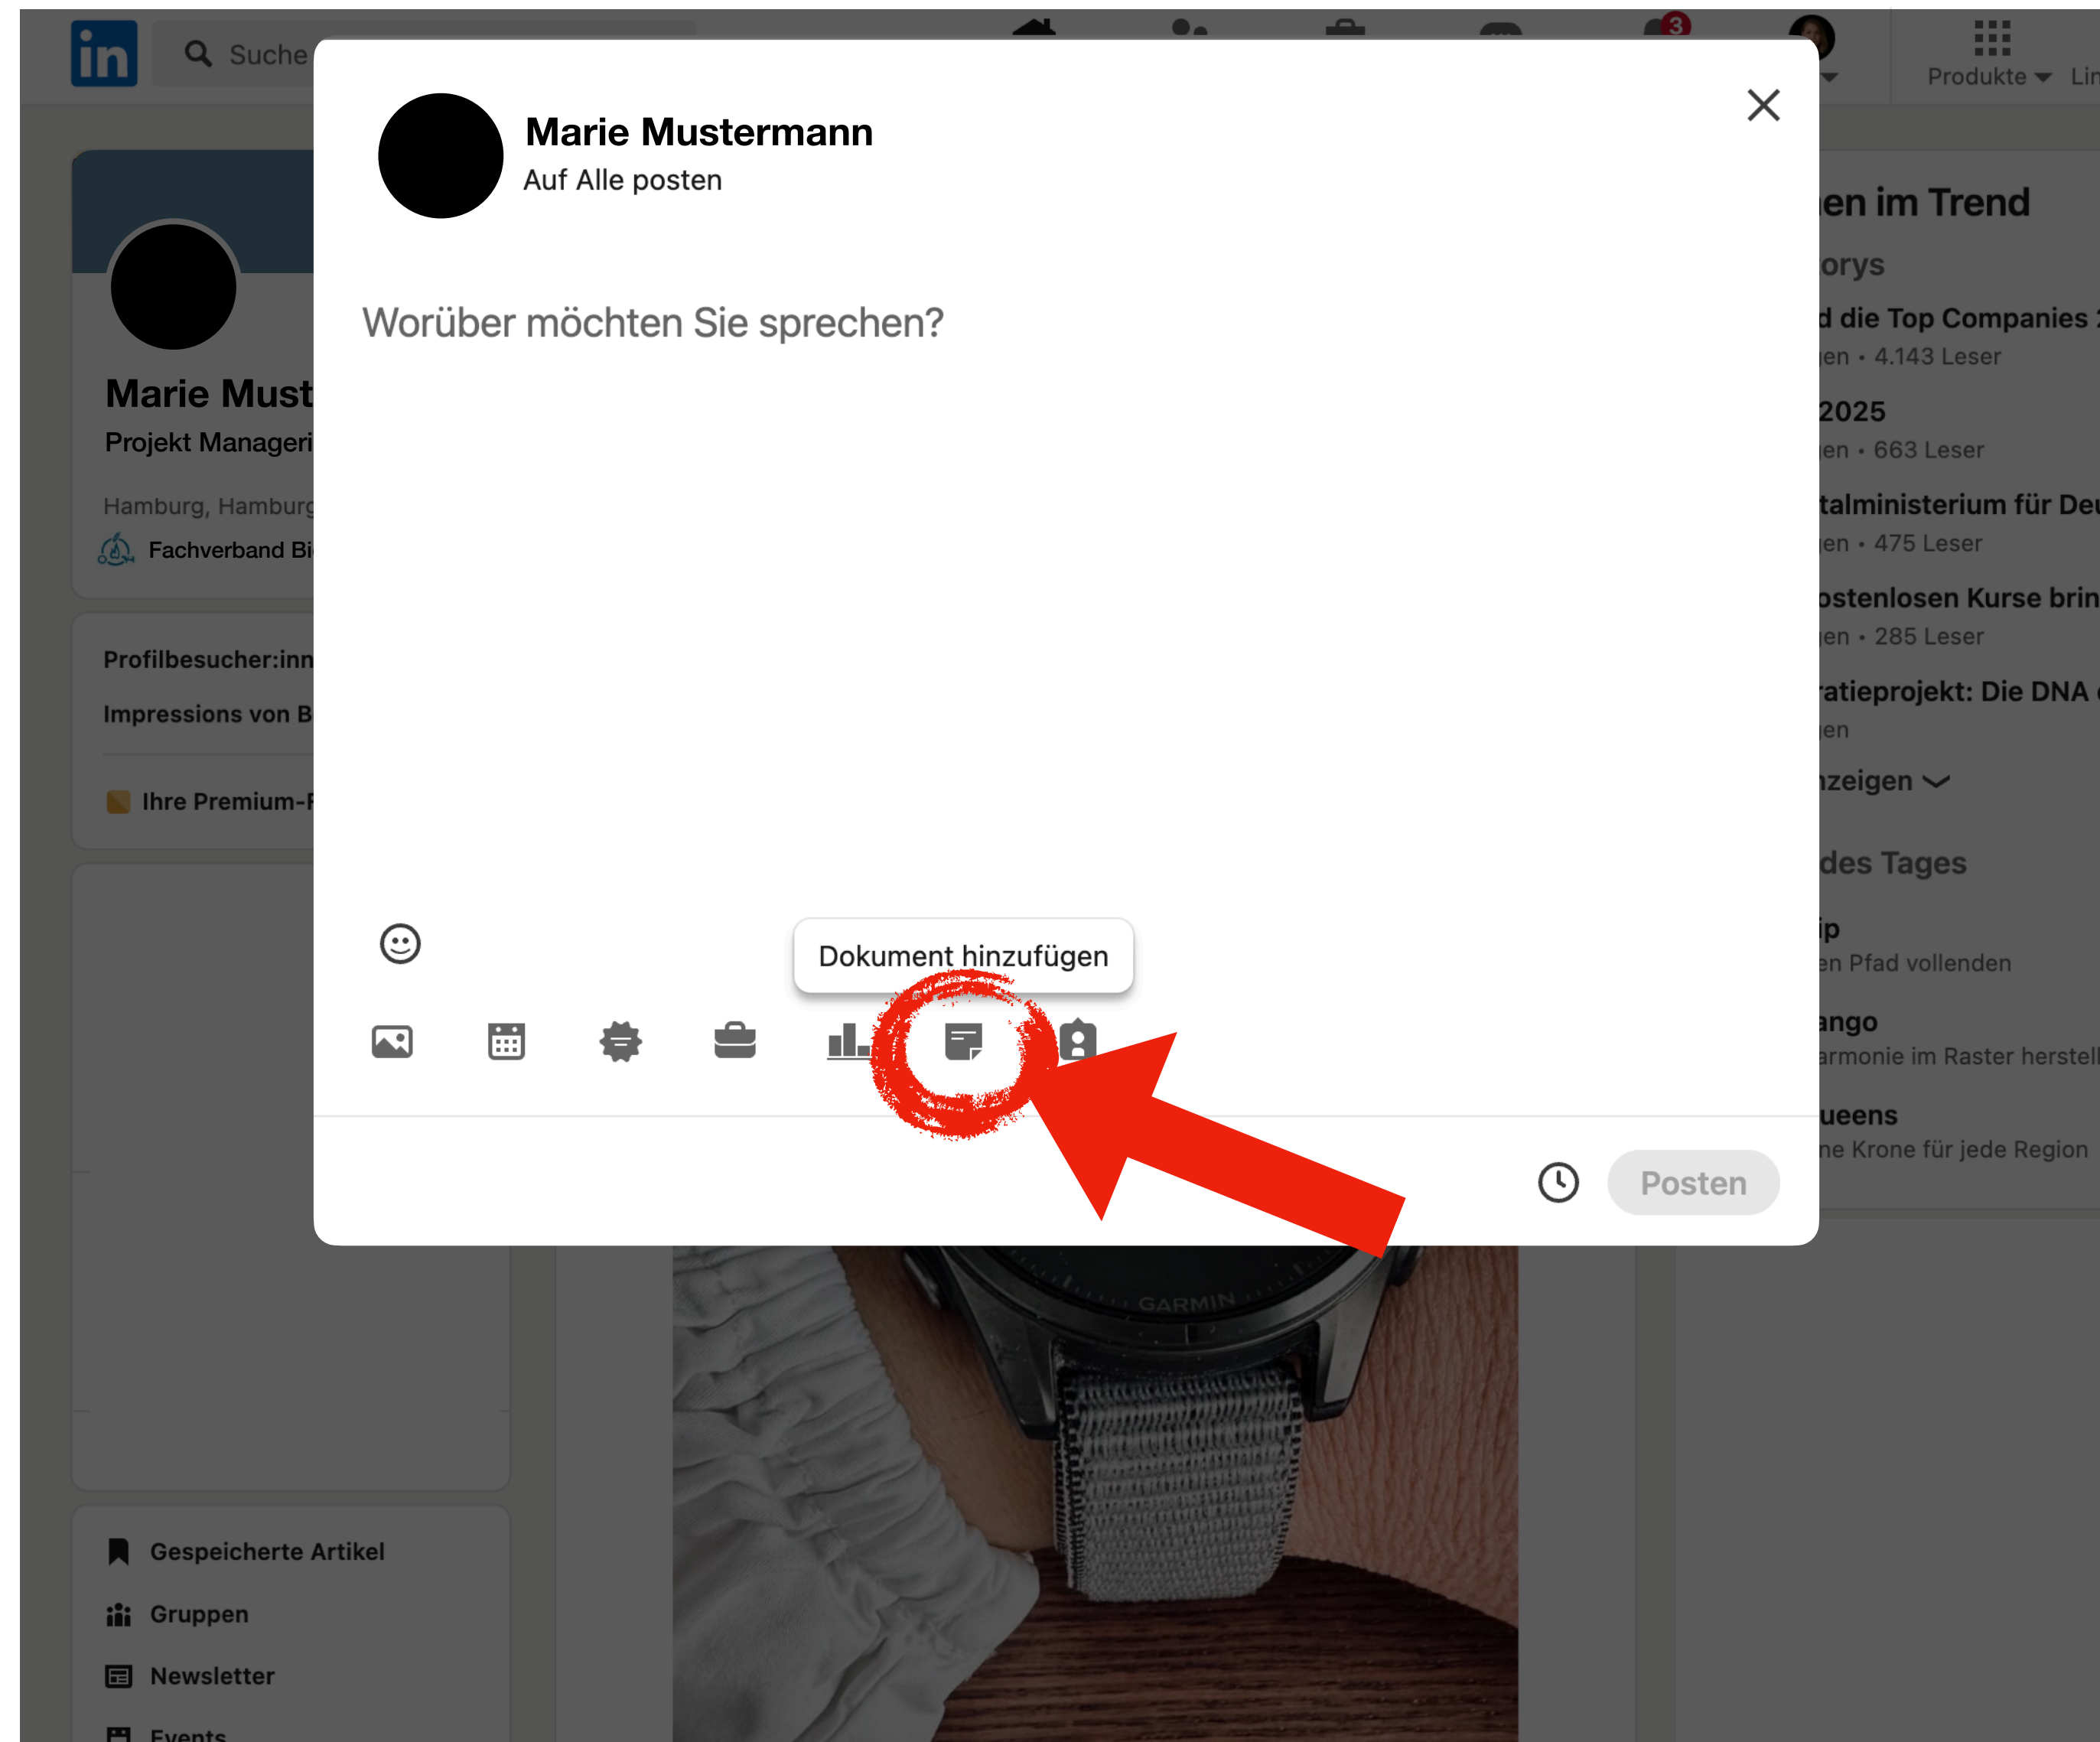 in
Suche
3
Produkte
Marie Mustermann
Auf Alle posten
Worüber möchten Sie sprechen?
Dokument hinzufügen
Posten
Marie Must
Projekt Manageri
Hamburg, Hamburg
Fachverband Bi
Profilbesucher:inn
Impressions von B
Ihre Premium-F
Gespeicherte Artikel
Gruppen
Newsletter
Events
en im Trend
orys
d die Top Companies
en • 4.143 Leser
2025
en • 663 Leser
talministerium für Deu
en • 475 Leser
ostenlosen Kurse brin
en • 285 Leser
ratieprojekt: Die DNA
en
nzeigen
des Tages
ip
en Pfad vollenden
ango
armonie im Raster herstell
ueens
ne Krone für jede Region
GARMIN